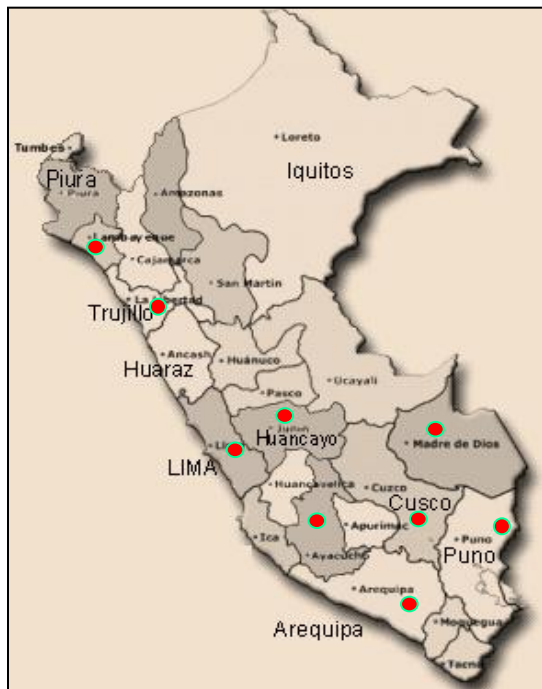 Loreto
Tumbes
Iquitos
Piura
Piura
Amazonas
Lambayeque
Cajamarca
San Martin
La Libertad
Trujillo
Ancash
Huánuco
Huaraz
Ucayali
Pasco
Junin
Huancayo
Madre de Dios
LIMA
Huancavelica
Cuzco
Cusco
Apurimac
Ica
Puno
Puno
Ayacucho
Arequipa
Arequipa
Moquegua
Tacna